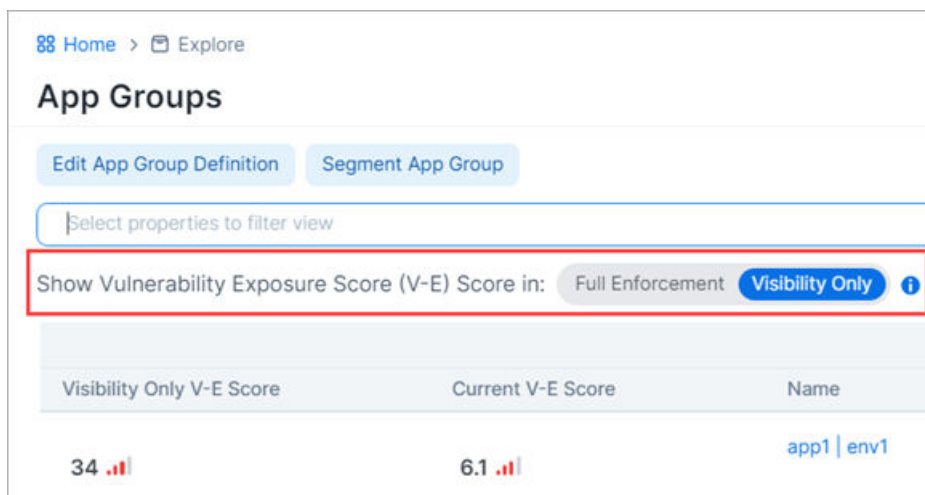 Home > Explore
App Groups
Edit App Group Definition Segment App Group
Select properties to filter view
Show Vulnerability Exposure Score (V-E) Score in: Full Enforcement Visibility Only
Visibility Only V-E Score Current V-E Score Name
app1 | env1
34 6.1